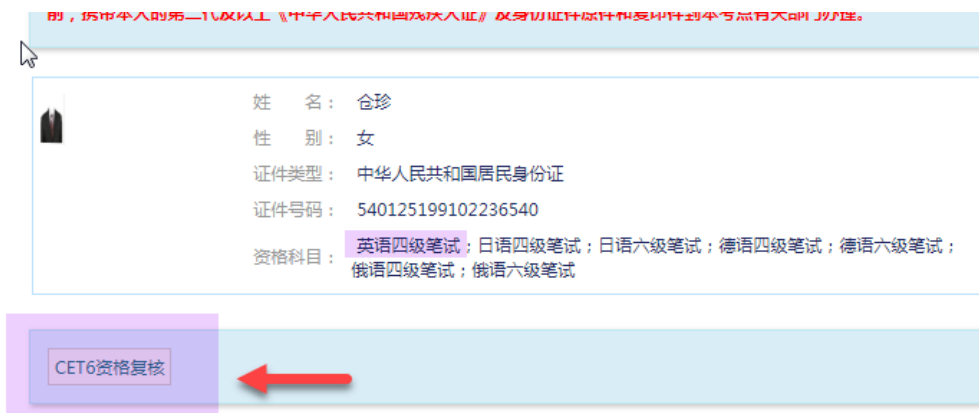 前，携带本人的第二代及以上《中华人民共和国残疾人证》及身份证件原件和复印件到本考点有关部门办理。
姓 名： 仓珍
性 别： 女
证件类型： 中华人民共和国居民身份证
证件号码： 540125199102236540
资格科目： 英语四级笔试；日语四级笔试；日语六级笔试；德语四级笔试；德语六级笔试；
俄语四级笔试；俄语六级笔试
CET6资格复核